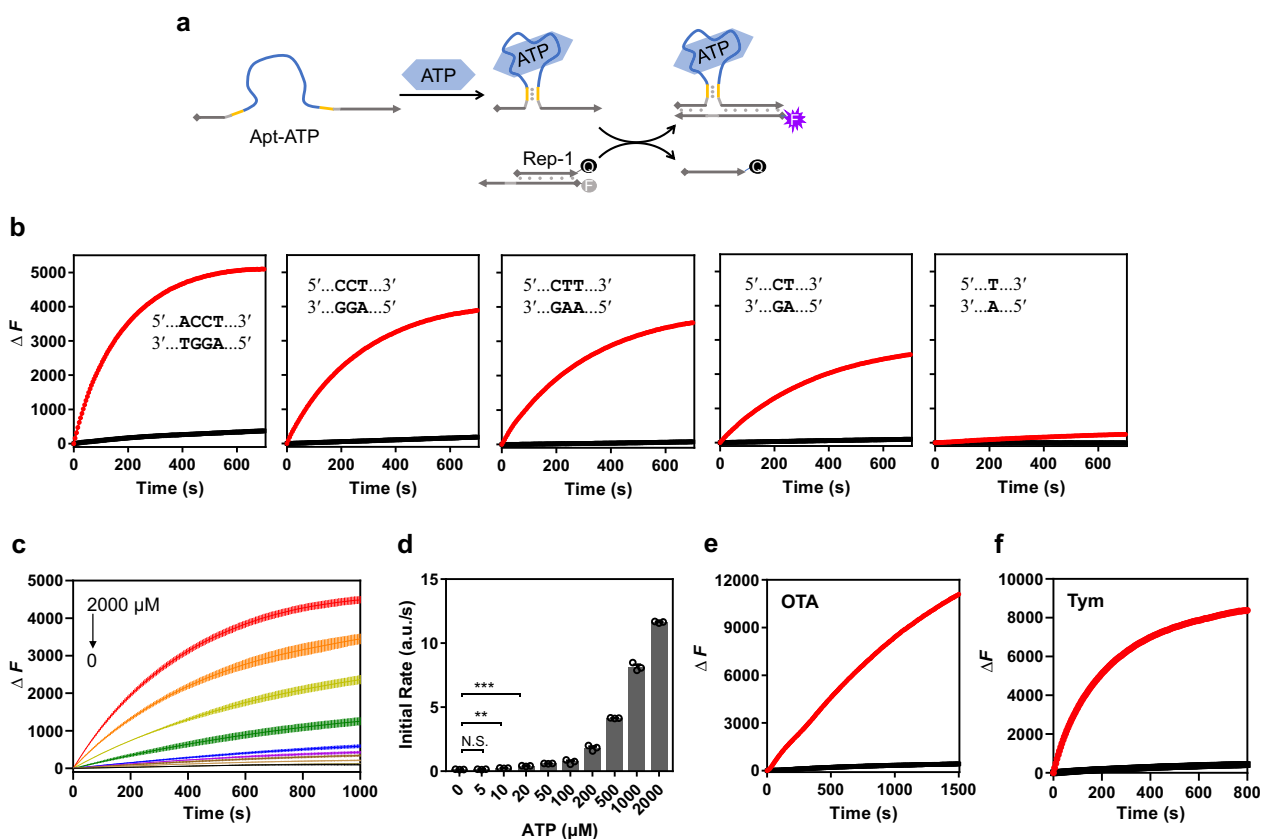 a
ATP
ATP
ATP
Apt-ATP
F
Rep-1
Q
Q
F
b
5′...ACCT...3′
3′...TGGA...5′
5′...CCT...3′
3′...GGA...5′
5′...CTT...3′
3′...GAA...5′
5′...CT...3′
3′...GA...5′
5′...T...3′
3′...A...5′
Δ F
5000
4000
3000
2000
1000
0
0 200 400 600
0 200 400 600
0 200 400 600
0 200 400 600
0 200 400 600
Time (s)
Time (s)
Time (s)
Time (s)
Time (s)
c
Δ F
5000
4000
3000
2000
1000
0
2000 µM
0
0 200 400 600 800 1000
Time (s)
d
Initial Rate (a.u./s)
15
10
5
0
***
**
N.S.
0 5 10 20 50 100 200 500 1000 2000
ATP (µM)
e
Δ F
12000
9000
6000
3000
0
OTA
0 500 1000 1500
Time (s)
f
ΔF
10000
8000
6000
4000
2000
0
Tym
0 200 400 600 800
Time (s)